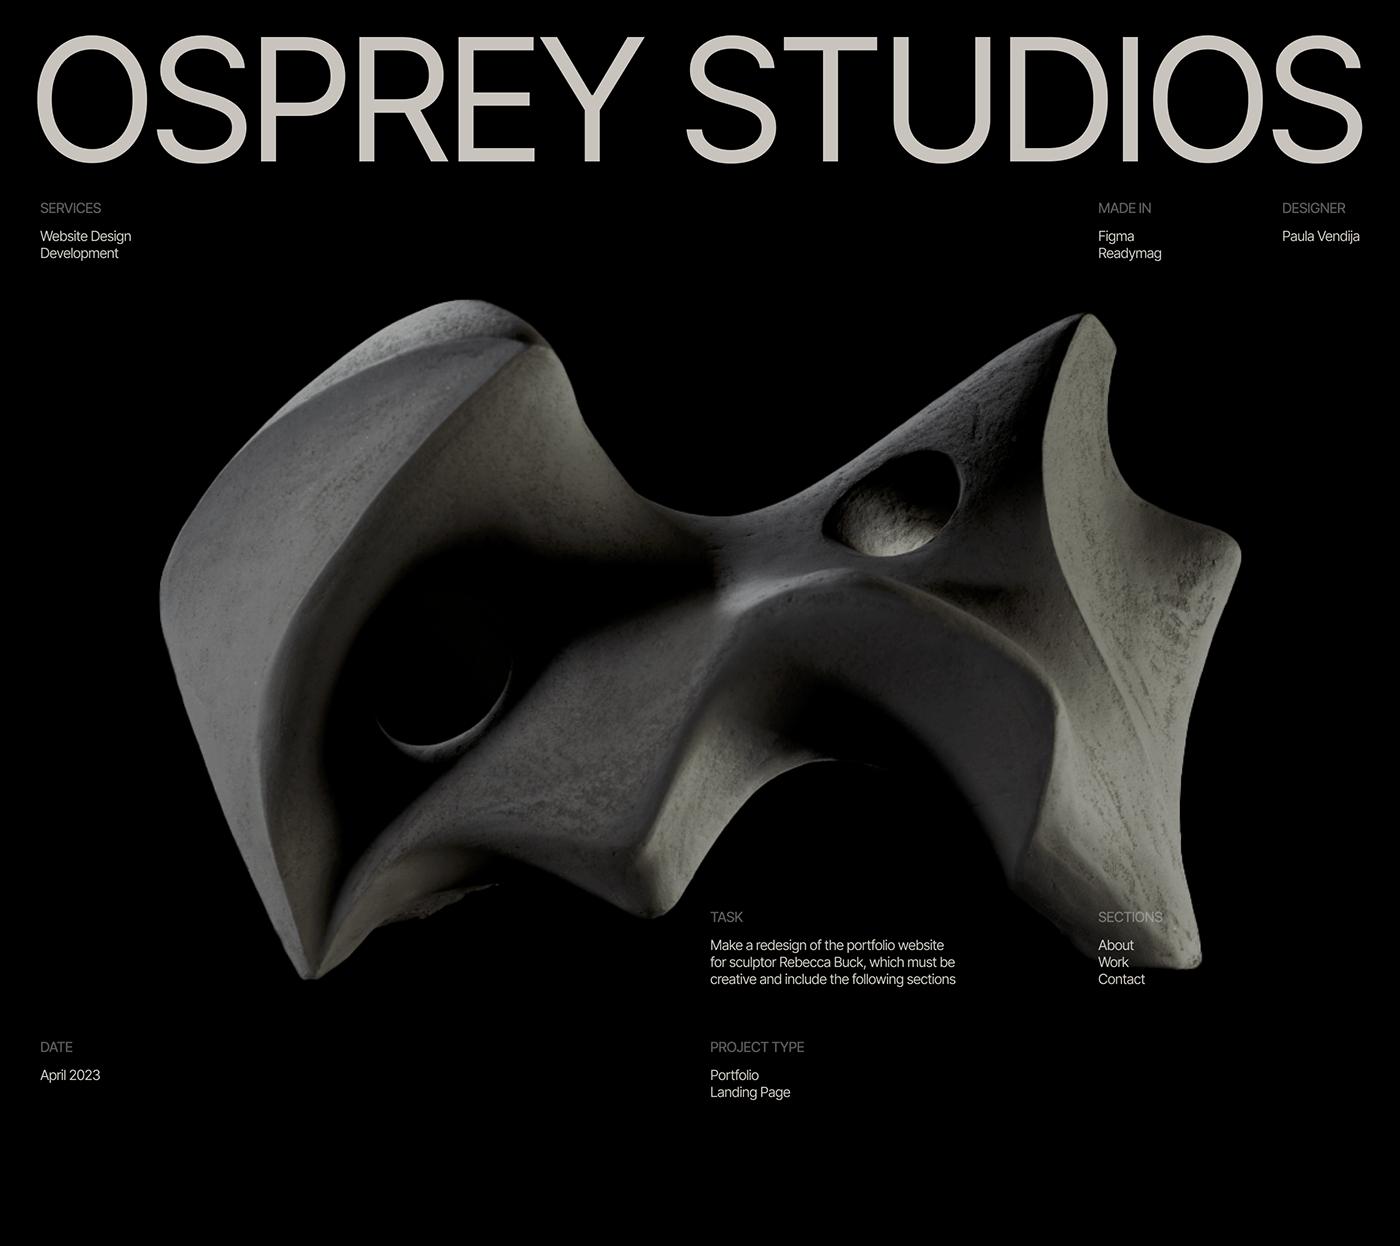 OSPREY STUDIOS
SERVICES
Website Design
Development
MADE IN
Figma
Readymag
DESIGNER
Paula Vendija
TASK
Make a redesign of the portfolio website
for sculptor Rebecca Buck, which must be
creative and include the following sections
SECTIONS
About
Work
Contact
DATE
April 2023
PROJECT TYPE
Portfolio
Landing Page